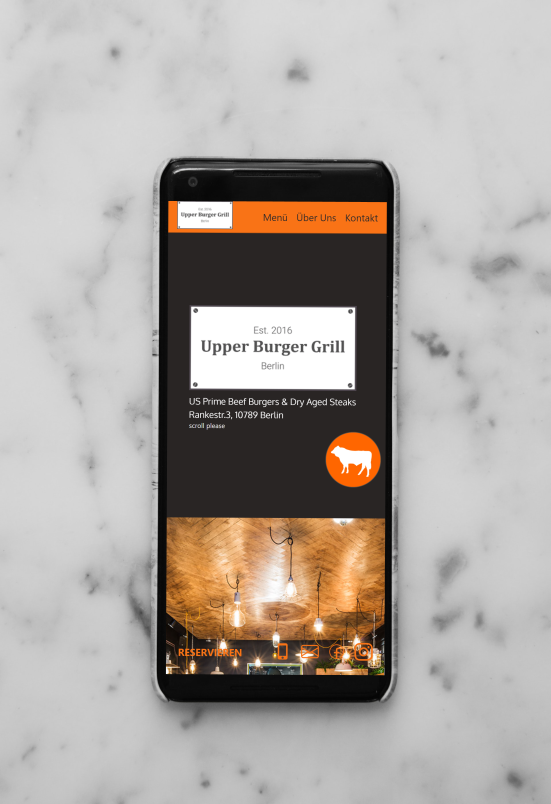 Est. 2016
Upper Burger Grill
Berlin
Menü Über Uns Kontakt
Est. 2016
Upper Burger Grill
Berlin
US Prime Beef Burgers & Dry Aged Steaks
Rankestr.3, 10789 Berlin
scroll please
RESERVIEREN